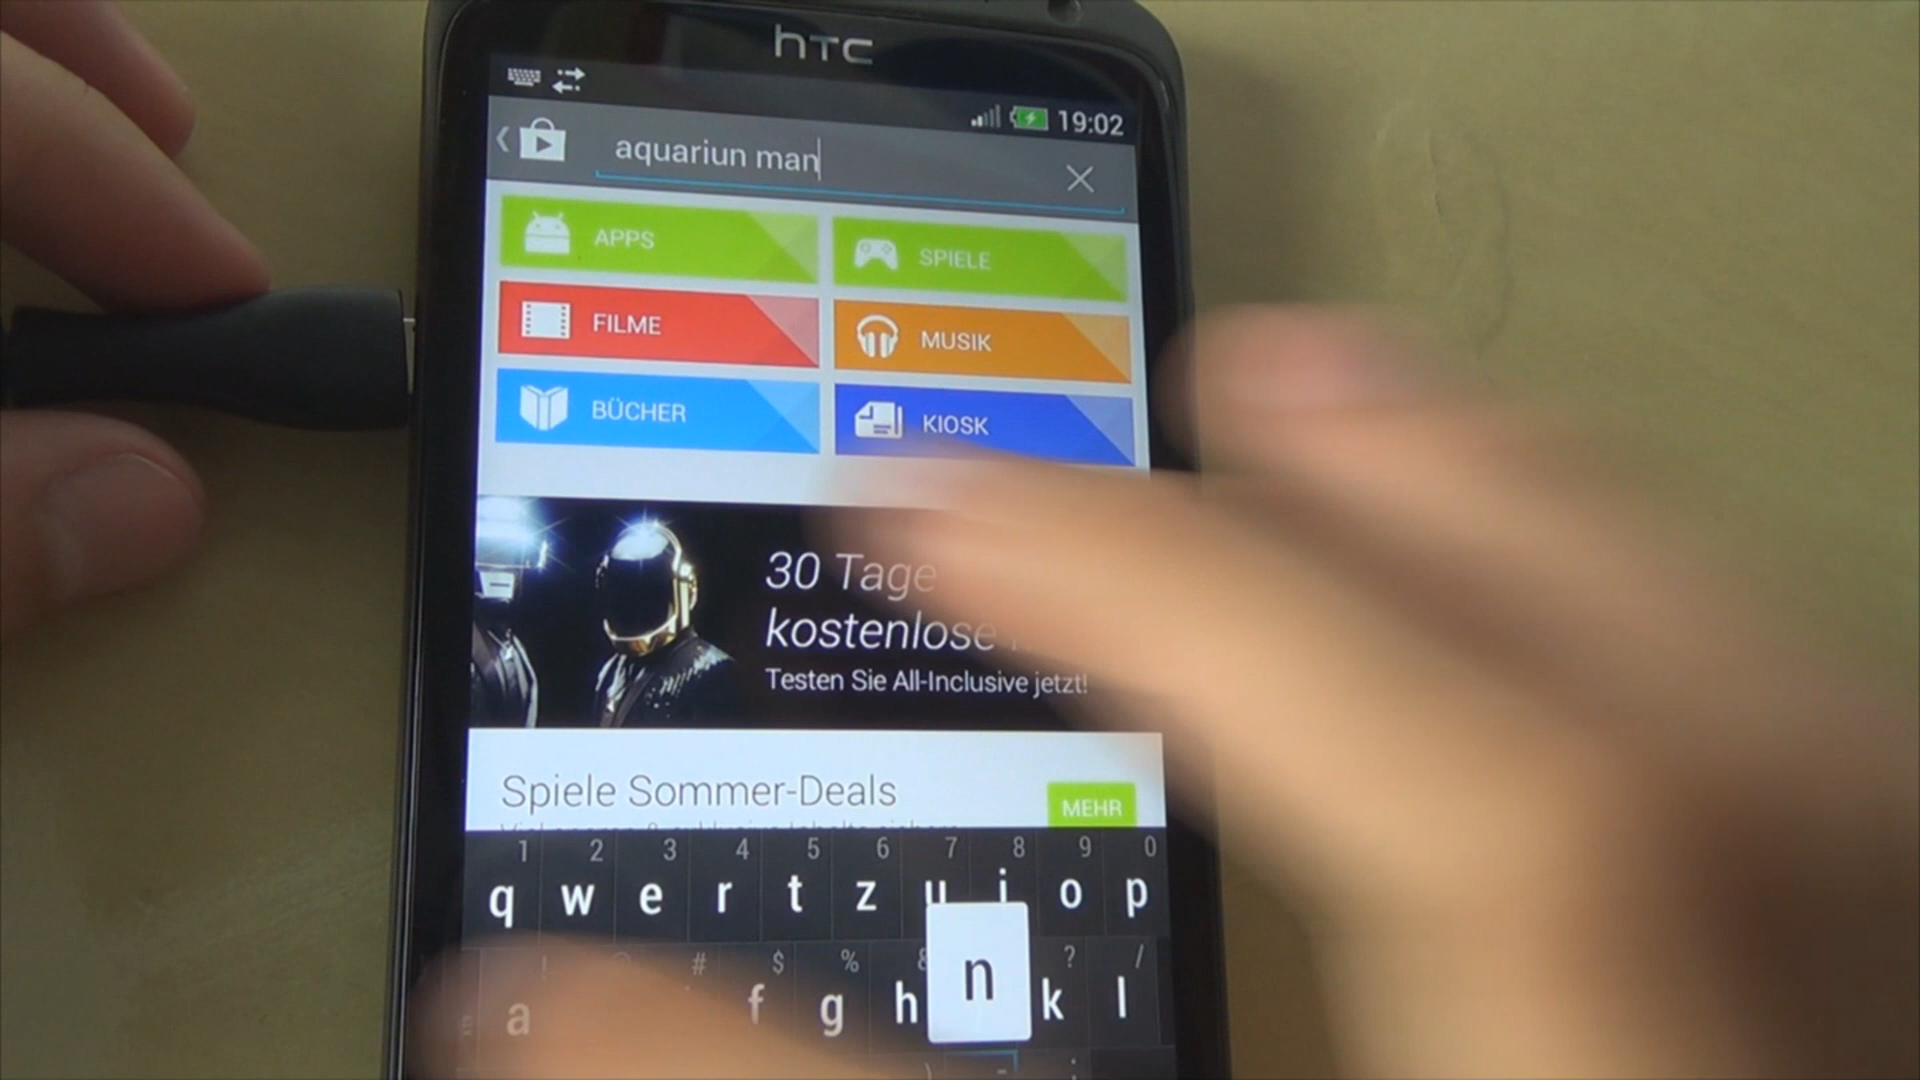 htc
19:02
aquariun man
APPS
SPIELE
FILME
MUSIK
BÜCHER
KIOSK
30 Tage
kostenlose
Testen Sie All-Inclusive jetzt!
Spiele Sommer-Deals
MEHR
1 2 3 4 5 6 7 8 9 0
q w e r t z u i o p
# $ % & ? /
a f g h n k l